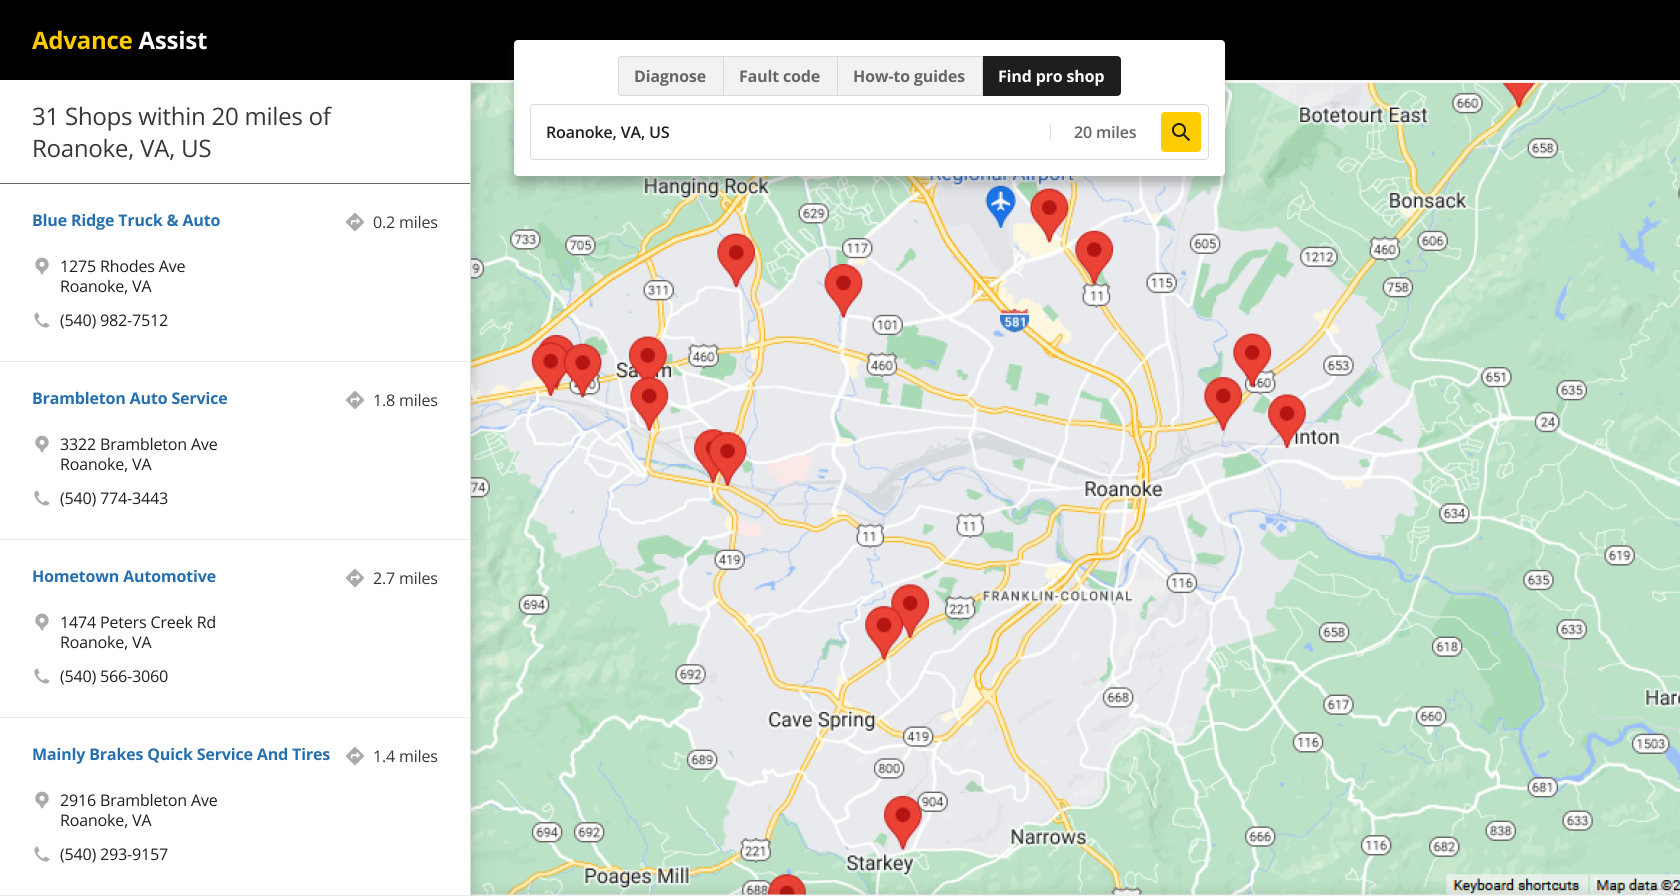 Advance Assist
Diagnose
Fault code
How-to guides
Find pro shop
Roanoke, VA, US
20 miles
31 Shops within 20 miles of
Roanoke, VA, US
Blue Ridge Truck & Auto
0.2 miles
1275 Rhodes Ave
Roanoke, VA
(540) 982-7512
Brambleton Auto Service
1.8 miles
3322 Brambleton Ave
Roanoke, VA
(540) 774-3443
Hometown Automotive
2.7 miles
1474 Peters Creek Rd
Roanoke, VA
(540) 566-3060
Mainly Brakes Quick Service And Tires
1.4 miles
2916 Brambleton Ave
Roanoke, VA
(540) 293-9157
660
Botetourt East
658
Regional Airport
Hanging Rock
Bonsack
629
733
705
117
605
460
606
1212
9
311
11
115
758
101
581
460
460
653
Sa m
460
651
635
24
inton
74
Roanoke
634
11
11
419
619
116
635
694
221
FRANKLIN-COLONIAL
658
633
618
692
668
617
660
Cave Spring
419
116
1503
Har
689
800
681
904
633
694
692
Narrows
666
838
116
682
221
Starkey
Poages Mill
688
Keyboard shortcuts
Map data ©2